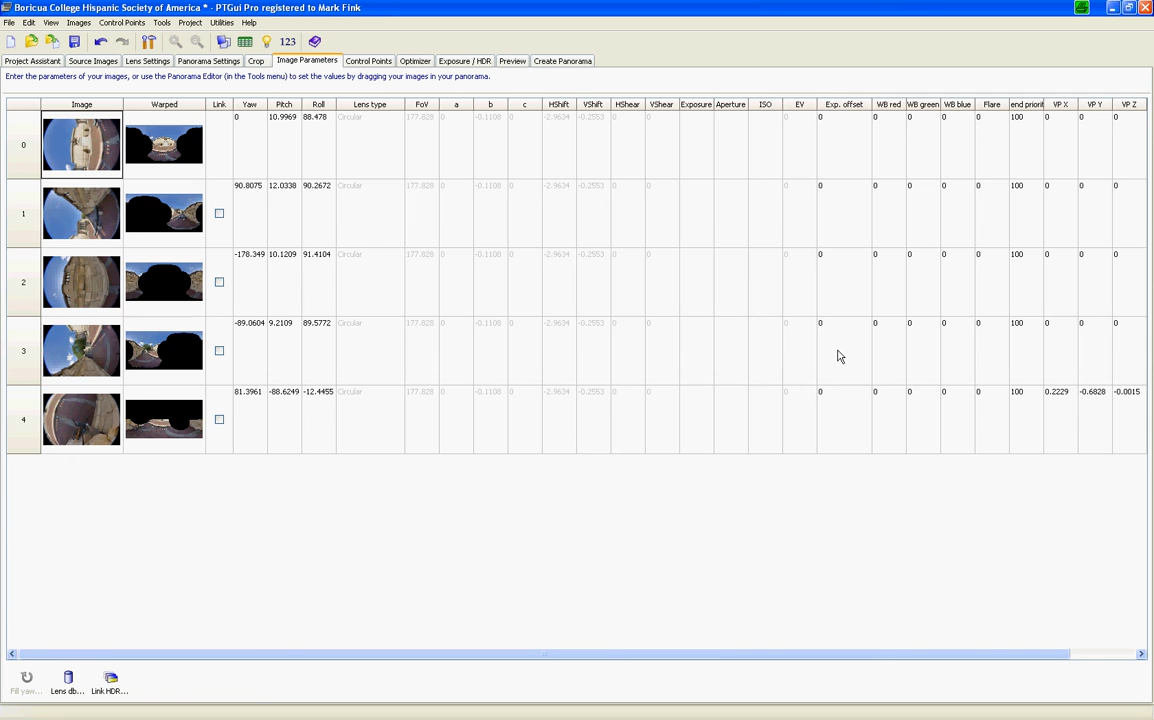 Boricua College Hispanic Society of America * - PTGui Pro registered to Mark Fink
File Edit View Images Control Points Tools Project Utilities Help
123
Project Assistant Source Images Lens Settings Panorama Settings Crop Image Parameters Control Points Optimizer Exposure / HDR Preview Create Panorama
Enter the parameters of your images, or use the Panorama Editor (in the Tools menu) to set the values by dragging your images in your panorama.
Image Warped Link Yaw Pitch Roll Lens type FoV a b c HShift VShift HShear VShear Exposure Aperture ISO EV Exp. offset WB red WB green WB blue Flare end priorit VP X VP Y VP Z
0 0 10.9969 88.478 Circular 177.828 0 -0.1108 0 -2.9634 -0.2553 0 0 0 0 0 0 0 0 100 0 0 0
1 90.8075 12.0338 90.2672 Circular 177.828 0 -0.1108 0 -2.9634 -0.2553 0 0 0 0 0 0 0 0 100 0 0 0
2 -178.349 10.1209 91.4104 Circular 177.828 0 -0.1108 0 -2.9634 -0.2553 0 0 0 0 0 0 0 0 100 0 0 0
3 -89.0604 9.2109 89.5772 Circular 177.828 0 -0.1108 0 -2.9634 -0.2553 0 0 0 0 0 0 0 0 100 0 0 0
4 81.3961 -88.6249 -12.4455 Circular 177.828 0 -0.1108 0 -2.9634 -0.2553 0 0 0 0 0 0 0 0 100 0.2229 -0.6828 -0.0015
Fill yaw... Lens db... Link HDR...